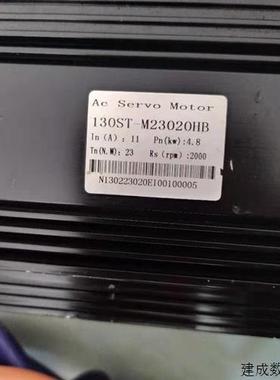 Ac Servo Motor
130ST-M23020HB
In(A): 11 Pn(kw):4.8
Tn(N.M): 23 Rs(rpm):2000
N130223020EI00100005
建成数